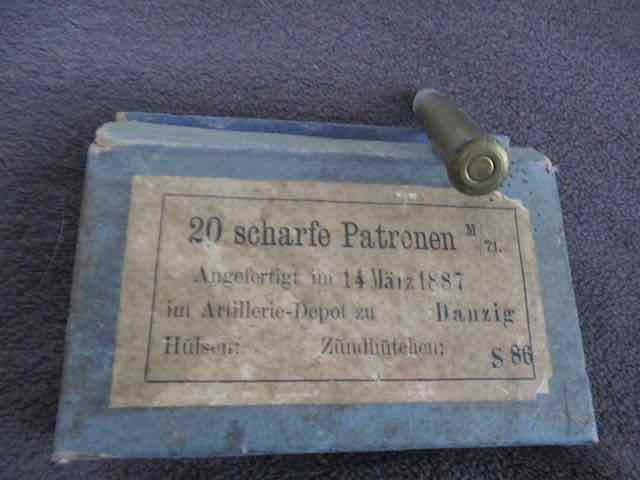 20 scharfe Patronen M/71.
Angefertigt im 14 März 1887
im Artillerie-Depot zu Danzig
Hülsen: Zündhütchen: S 86